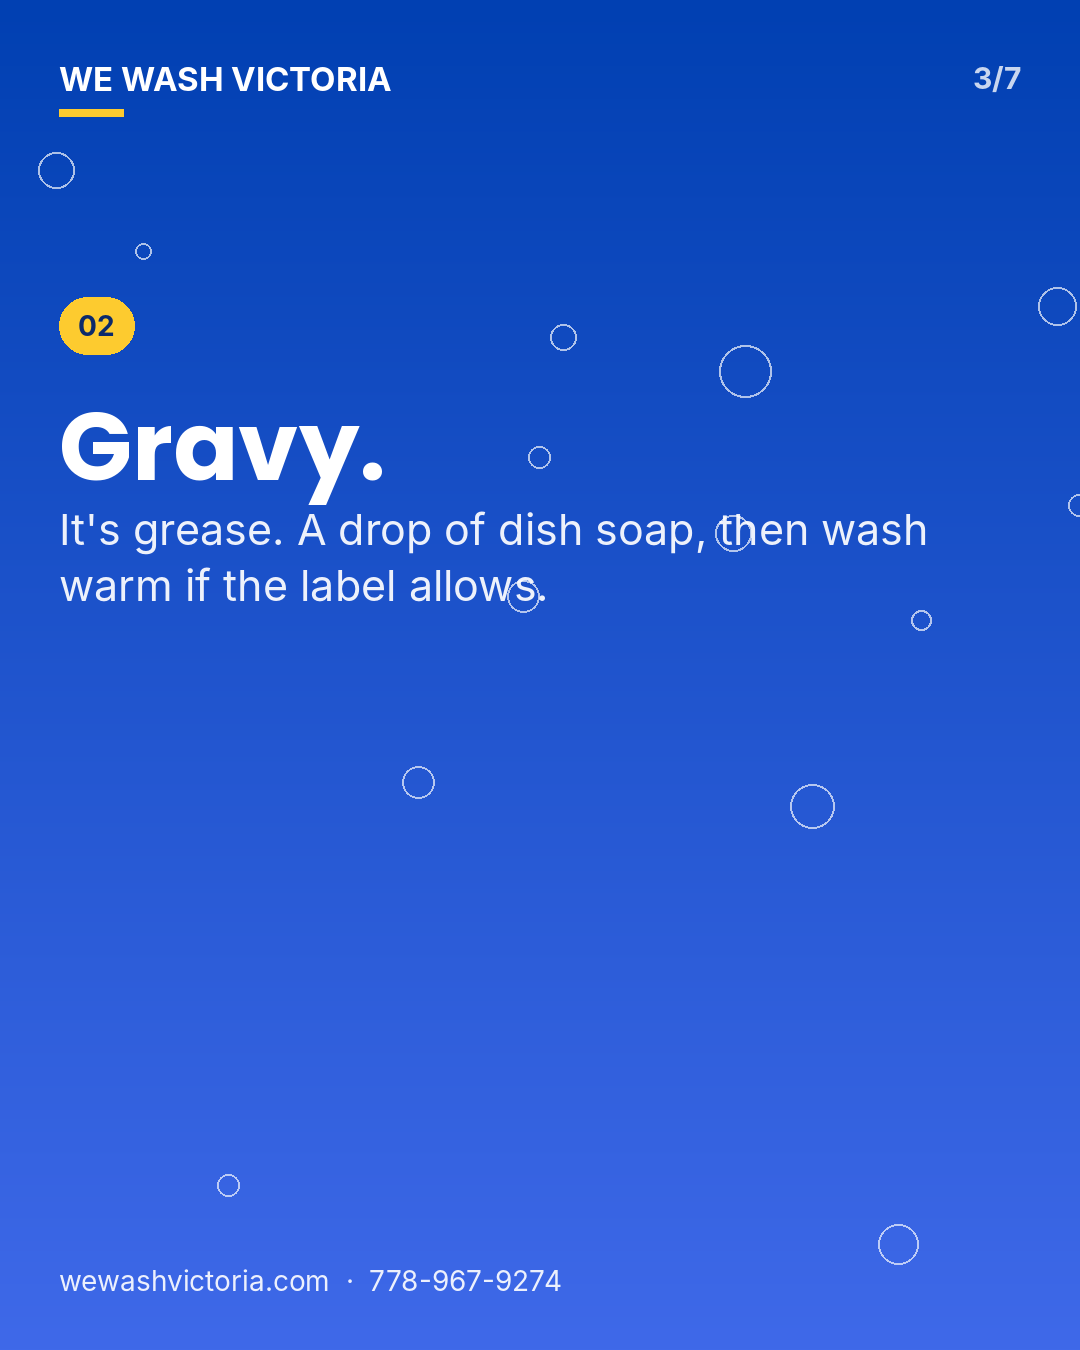 WE WASH VICTORIA
3/7
02
Gravy.
It's grease. A drop of dish soap, then wash
warm if the label allows.
wewashvictoria.com · 778-967-9274